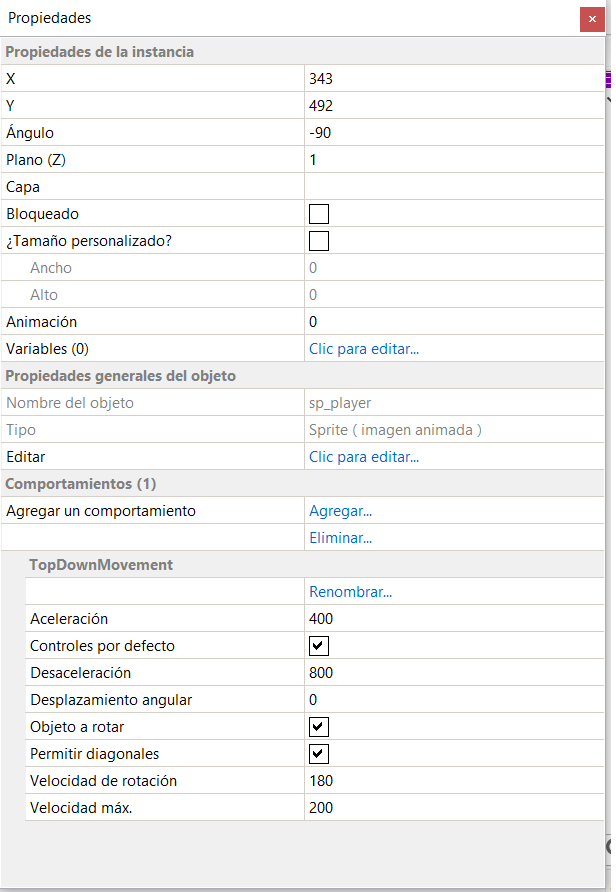 Propiedades
Propiedades de la instancia
X 343
Y 492
Ángulo -90
Plano (Z) 1
Capa
Bloqueado
¿Tamaño personalizado?
Ancho 0
Alto 0
Animación 0
Variables (0) Clic para editar...
Propiedades generales del objeto
Nombre del objeto sp_player
Tipo Sprite ( imagen animada )
Editar Clic para editar...
Comportamientos (1)
Agregar un comportamiento Agregar...
Eliminar...
TopDownMovement
Renombrar...
Aceleración 400
Controles por defecto
Desaceleración 800
Desplazamiento angular 0
Objeto a rotar
Permitir diagonales
Velocidad de rotación 180
Velocidad máx. 200